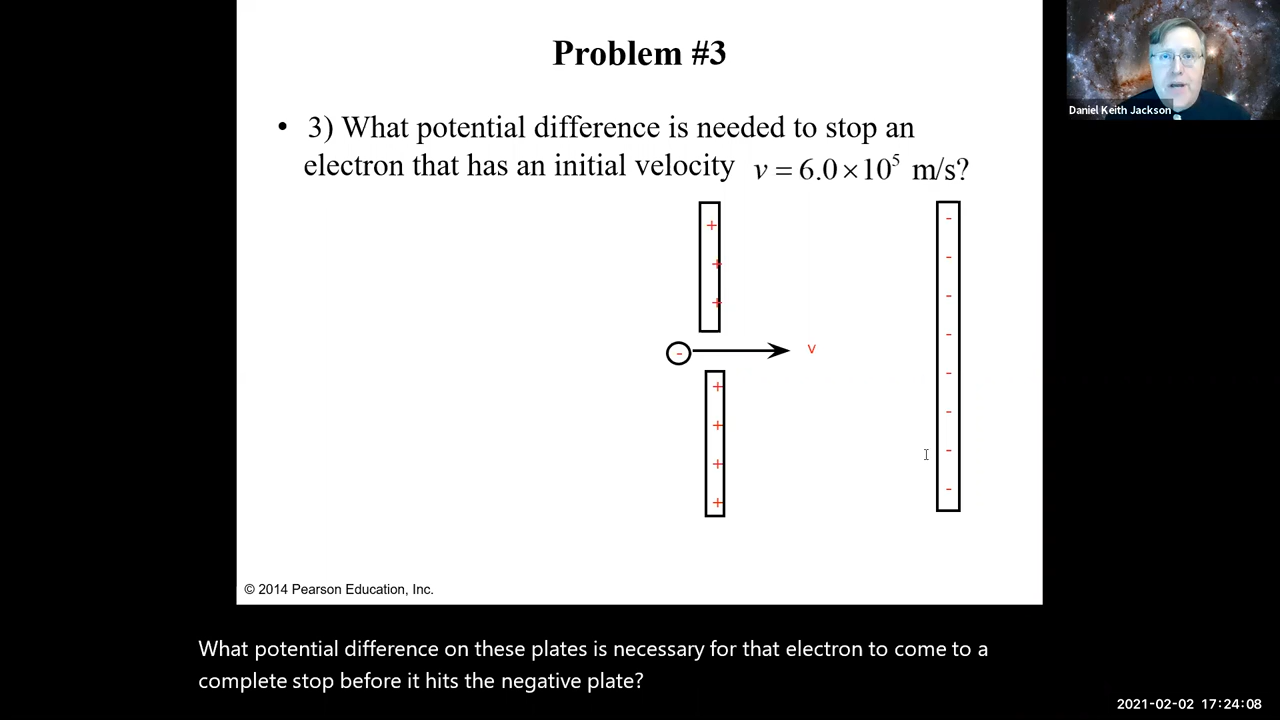 Problem #3
Daniel Keith Jackson
• 3) What potential difference is needed to stop an
electron that has an initial velocity v = 6.0 × 10⁵ m/s?
+
+
+
- v
+
+
+
+
-
-
-
-
-
-
-
-
© 2014 Pearson Education, Inc.
What potential difference on these plates is necessary for that electron to come to a
complete stop before it hits the negative plate?
2021-02-02 17:24:08